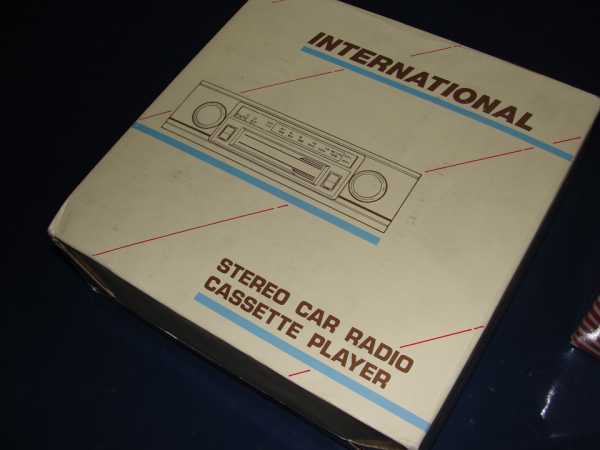 INTERNATIONAL
STEREO CAR RADIO
CASSETTE PLAYER